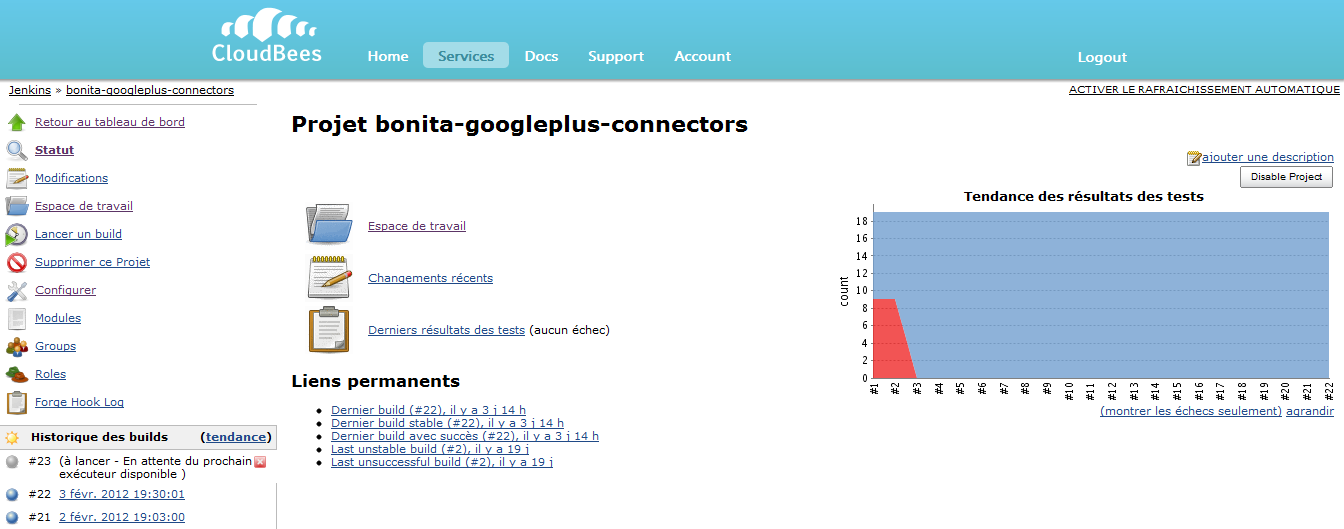 CloudBees
Home Services Docs Support Account Logout
Jenkins » bonita-googleplus-connectors
ACTIVER LE RAFRAICHISSEMENT AUTOMATIQUE
Retour au tableau de bord
Statut
Modifications
Espace de travail
Lancer un build
Supprimer ce Projet
Configurer
Modules
Groups
Roles
Forge Hook Log
Historique des builds (tendance)
#23 (à lancer - En attente du prochain
exécuteur disponible )
#22 3 févr. 2012 19:30:01
#21 2 févr. 2012 19:03:00
Projet bonita-googleplus-connectors
ajouter une description
Disable Project
Espace de travail
Changements récents
Derniers résultats des tests (aucun échec)
Liens permanents
Dernier build (#22), il y a 3 j 14 h
Dernier build stable (#22), il y a 3 j 14 h
Dernier build avec succès (#22), il y a 3 j 14 h
Last unstable build (#2), il y a 19 j
Last unsuccessful build (#2), il y a 19 j
Tendance des résultats des tests
count
18
16
14
12
10
8
6
4
2
0
#1 #2 #3 #4 #5 #6 #7 #8 #9 #10 #11 #12 #13 #14 #15 #16 #17 #18 #19 #20 #21 #22
(montrer les échecs seulement) agrandir